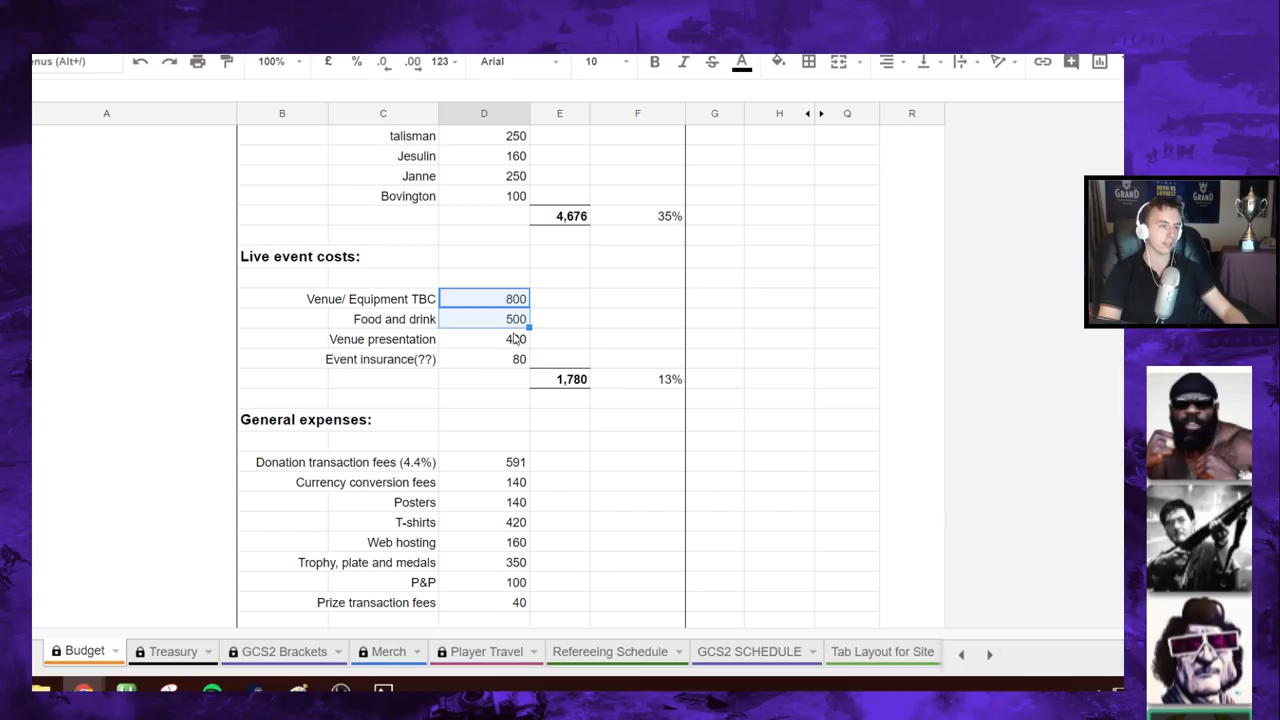 enus (Alt+/) 100% £ % .0 .00 123 Arial 10 B I S A
A B C D E F G H Q R
talisman 250
Jesulin 160
Janne 250
Bovington 100
4,676 35%
Live event costs:
Venue/ Equipment TBC 800
Food and drink 500
Venue presentation
Event insurance(??) 80
1,780 13%
General expenses:
Donation transaction fees (4.4%) 591
Currency conversion fees 140
Posters 140
T-shirts 420
Web hosting 160
Trophy, plate and medals 350
P&P 100
Prize transaction fees 40
Budget Treasury GCS2 Brackets Merch Player Travel Refereeing Schedule GCS2 SCHEDULE Tab Layout for Site
GRAND
GRAND